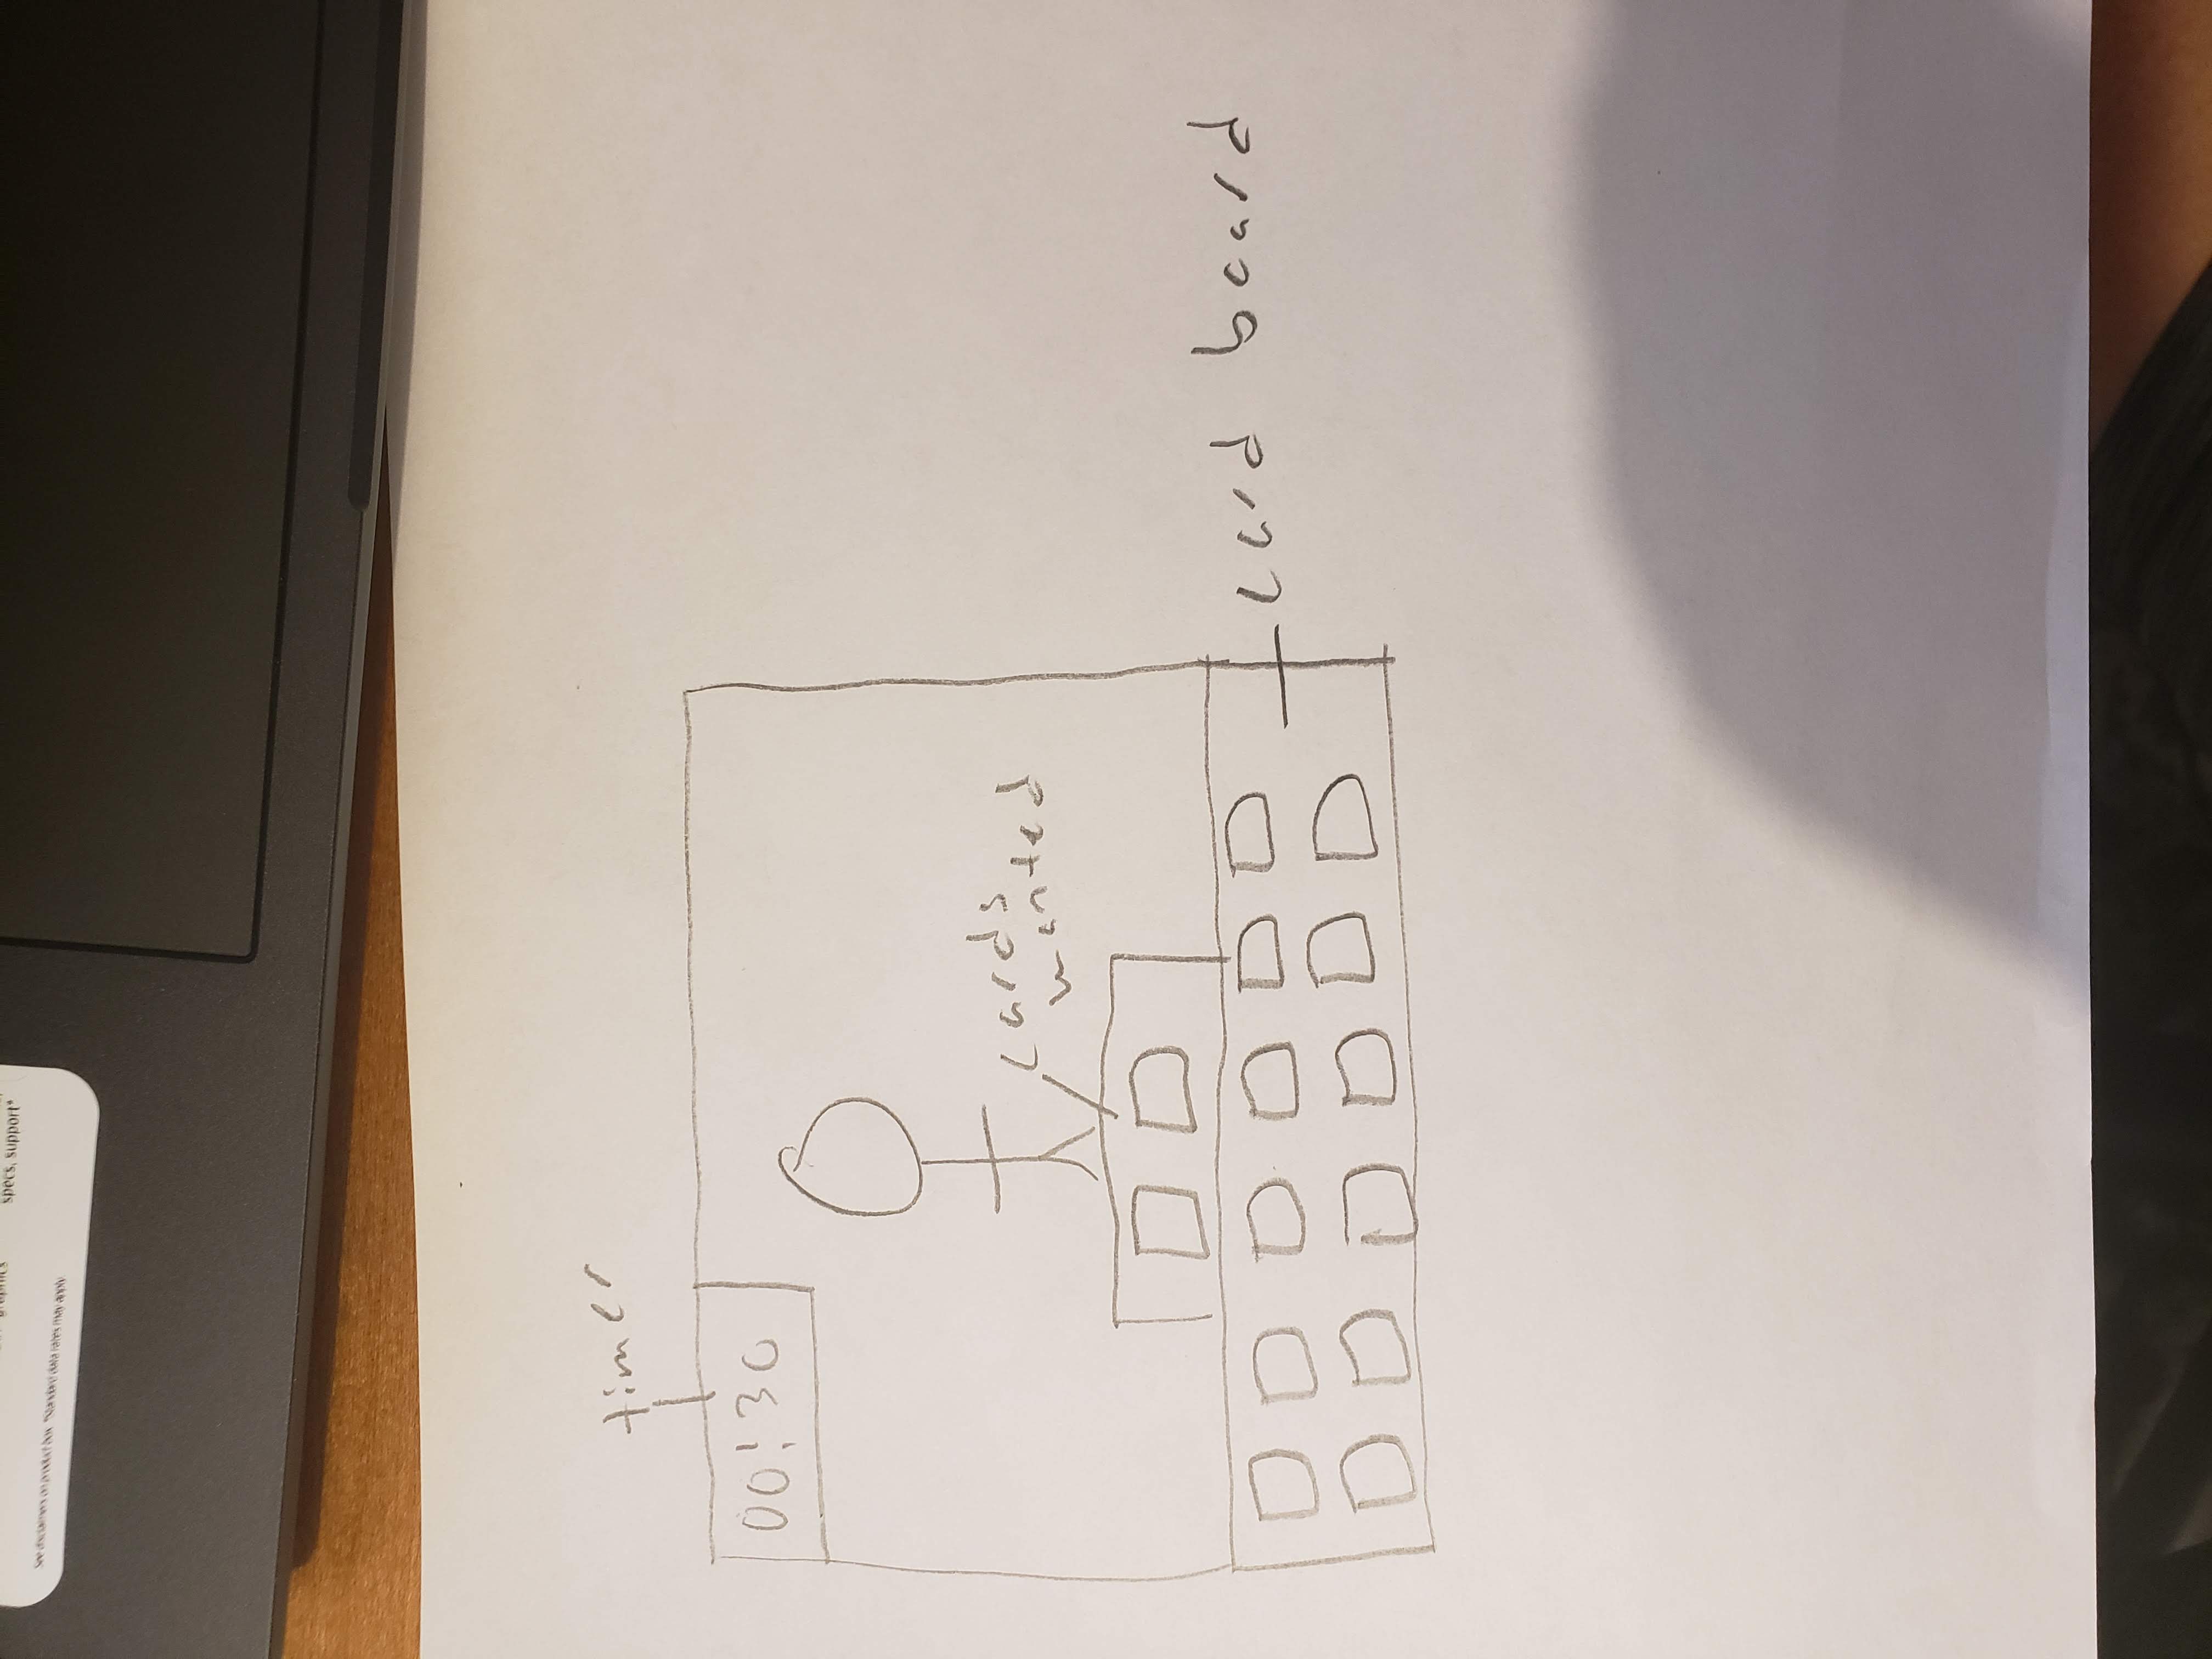 graphics
specs, support*
See disclaimers on product box. *Standard data rates may apply.
timer
00:30
cards
wanted
card board